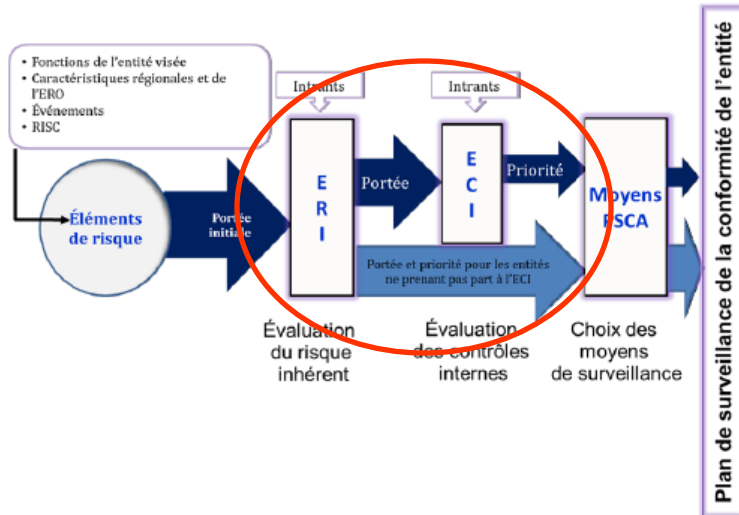 • Fonctions de l'entité visée
• Caractéristiques régionales et de
l'ERO
• Événements
• RISC
Éléments
de risque
Portée
initiale
Intrants
E
R
I
Portée
Intrants
E
C
I
Priorité
Portée et priorité pour les entités
ne prenant pas part à l'ECI
Moyens
PSCA
Évaluation
du risque
inhérent
Évaluation
des contrôles
internes
Choix des
moyens
de surveillance
Plan de surveillance de la conformité de l'entité